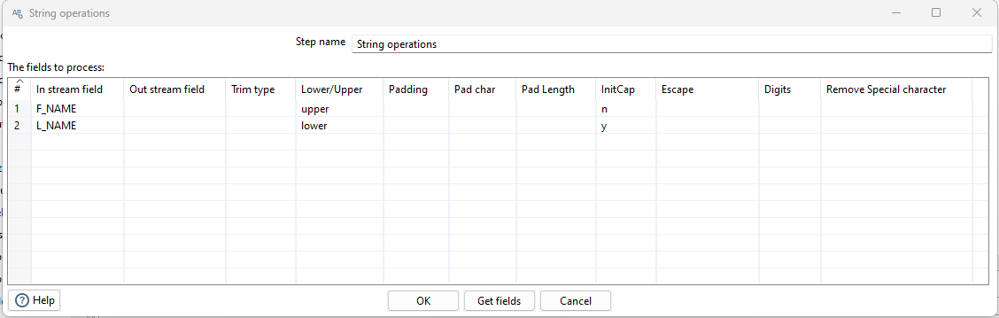 String operations
Step name String operations
The fields to process:
# In stream field Out stream field Trim type Lower/Upper Padding Pad char Pad Length InitCap Escape Digits Remove Special character
1 F_NAME upper n
2 L_NAME lower y
Help OK Get fields Cancel